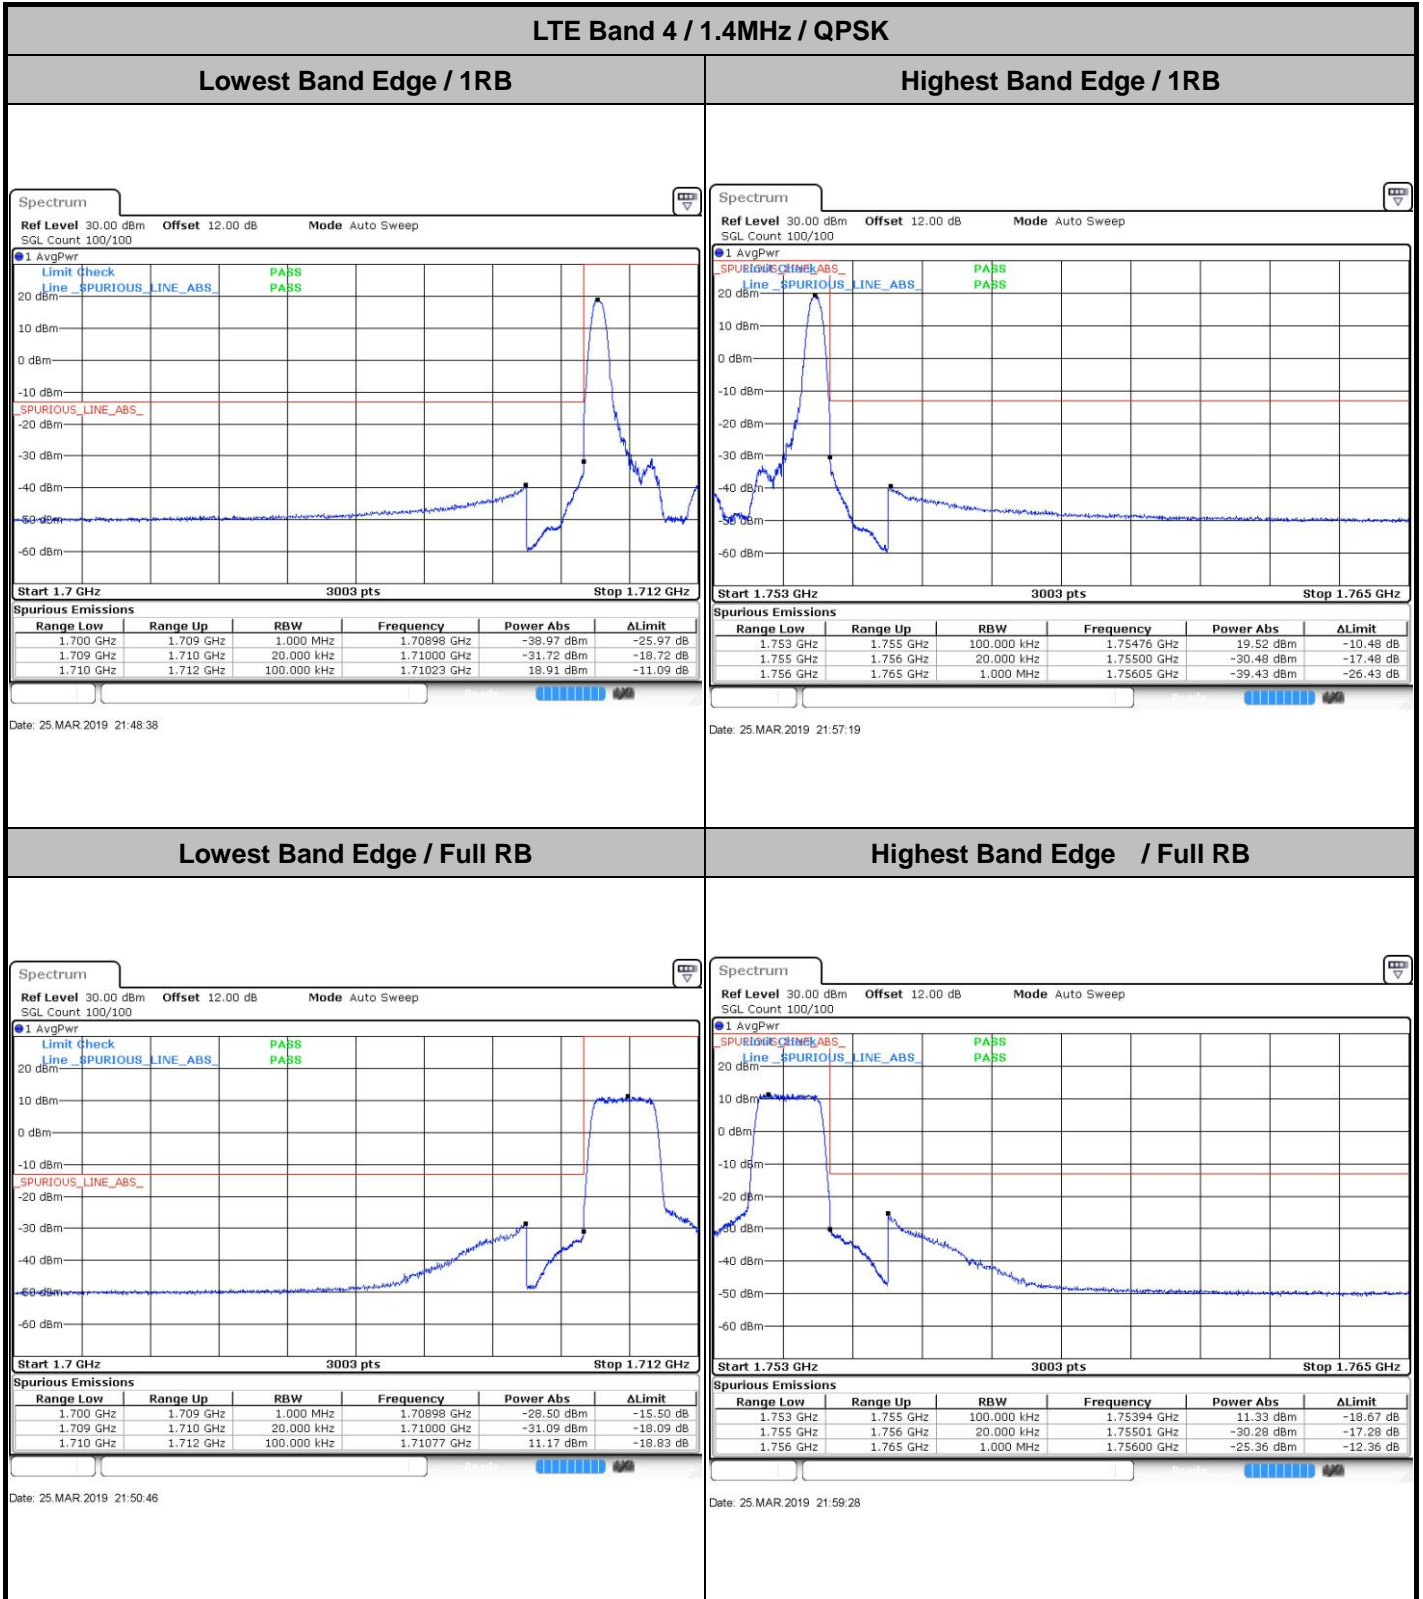 LTE Band 4 / 1.4MHz / QPSK
Lowest Band Edge / 1RB
Highest Band Edge / 1RB
Spectrum
Ref Level 30.00 dBm Offset 12.00 dB Mode Auto Sweep
SGL Count 100/100
1 AvgPwr
Limit Check PASS
Line _SPURIOUS_LINE_ABS_ PASS
20 dBm
10 dBm
0 dBm
-10 dBm
_SPURIOUS_LINE_ABS_
-20 dBm
-30 dBm
-40 dBm
-50 dBm
-60 dBm
Start 1.7 GHz 3003 pts Stop 1.712 GHz
Spurious Emissions
Range Low Range Up RBW Frequency Power Abs ΔLimit
1.700 GHz 1.709 GHz 1.000 MHz 1.70898 GHz -38.97 dBm -25.97 dB
1.709 GHz 1.710 GHz 20.000 kHz 1.71000 GHz -31.72 dBm -18.72 dB
1.710 GHz 1.712 GHz 100.000 kHz 1.71023 GHz 18.91 dBm -11.09 dB
Date: 25.MAR.2019 21:48:38
Spectrum
Ref Level 30.00 dBm Offset 12.00 dB Mode Auto Sweep
SGL Count 100/100
1 AvgPwr
_SPURIOUS_LINE_ABS_
Limit Check PASS
Line _SPURIOUS_LINE_ABS_ PASS
20 dBm
10 dBm
0 dBm
-10 dBm
-20 dBm
-30 dBm
-40 dBm
-50 dBm
-60 dBm
Start 1.753 GHz 3003 pts Stop 1.765 GHz
Spurious Emissions
Range Low Range Up RBW Frequency Power Abs ΔLimit
1.753 GHz 1.755 GHz 100.000 kHz 1.75476 GHz 19.52 dBm -10.48 dB
1.755 GHz 1.756 GHz 20.000 kHz 1.75500 GHz -30.48 dBm -17.48 dB
1.756 GHz 1.765 GHz 1.000 MHz 1.75605 GHz -39.43 dBm -26.43 dB
Date: 25.MAR.2019 21:57:19
Lowest Band Edge / Full RB
Highest Band Edge / Full RB
Spectrum
Ref Level 30.00 dBm Offset 12.00 dB Mode Auto Sweep
SGL Count 100/100
1 AvgPwr
Limit Check PASS
Line _SPURIOUS_LINE_ABS_ PASS
20 dBm
10 dBm
0 dBm
-10 dBm
_SPURIOUS_LINE_ABS_
-20 dBm
-30 dBm
-40 dBm
-50 dBm
-60 dBm
Start 1.7 GHz 3003 pts Stop 1.712 GHz
Spurious Emissions
Range Low Range Up RBW Frequency Power Abs ΔLimit
1.700 GHz 1.709 GHz 1.000 MHz 1.70898 GHz -28.50 dBm -15.50 dB
1.709 GHz 1.710 GHz 20.000 kHz 1.71000 GHz -31.09 dBm -18.09 dB
1.710 GHz 1.712 GHz 100.000 kHz 1.71077 GHz 11.17 dBm -18.83 dB
Date: 25.MAR.2019 21:50:46
Spectrum
Ref Level 30.00 dBm Offset 12.00 dB Mode Auto Sweep
SGL Count 100/100
1 AvgPwr
_SPURIOUS_LINE_ABS_
Limit Check PASS
Line _SPURIOUS_LINE_ABS_ PASS
20 dBm
10 dBm
0 dBm
-10 dBm
-20 dBm
-30 dBm
-40 dBm
-50 dBm
-60 dBm
Start 1.753 GHz 3003 pts Stop 1.765 GHz
Spurious Emissions
Range Low Range Up RBW Frequency Power Abs ΔLimit
1.753 GHz 1.755 GHz 100.000 kHz 1.75394 GHz 11.33 dBm -18.67 dB
1.755 GHz 1.756 GHz 20.000 kHz 1.75501 GHz -30.28 dBm -17.28 dB
1.756 GHz 1.765 GHz 1.000 MHz 1.75600 GHz -25.36 dBm -12.36 dB
Date: 25.MAR.2019 21:59:28